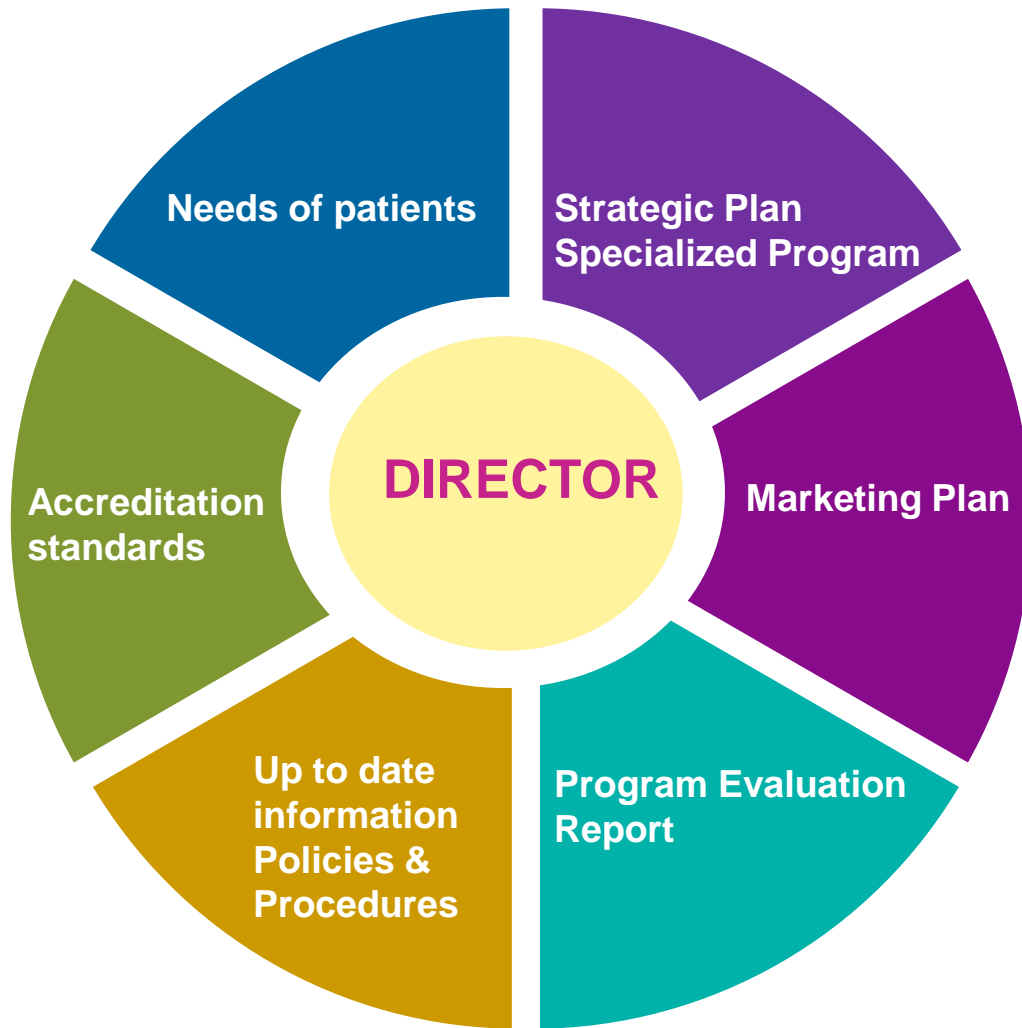 Needs of patients
Strategic Plan
Specialized Program
DIRECTOR
Accreditation
standards
Marketing Plan
Up to date
information
Policies &
Procedures
Program Evaluation
Report